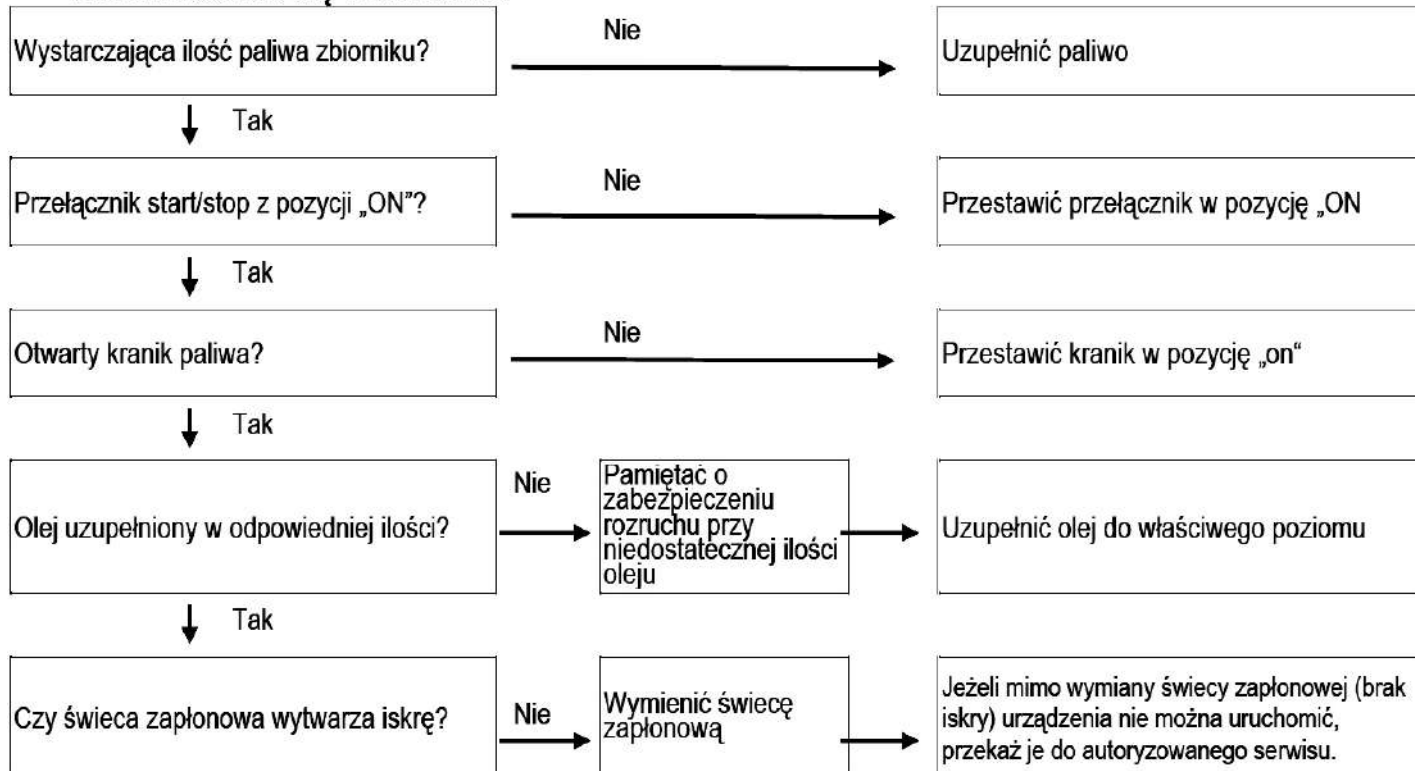 Wystarczająca ilość paliwa zbiorniku?
Nie
Uzupełnić paliwo
Tak
Przełącznik start/stop z pozycji „ON”?
Nie
Przestawić przełącznik w pozycję „ON
Tak
Otwarty kranik paliwa?
Nie
Przestawić kranik w pozycję „on“
Tak
Olej uzupełniony w odpowiedniej ilości?
Nie
Pamiętać o
zabezpieczeniu
rozruchu przy
niedostatecznej ilości
oleju
Uzupełnić olej do właściwego poziomu
Tak
Czy świeca zapłonowa wytwarza iskrę?
Nie
Wymienić świecę
zapłonową
Jeżeli mimo wymiany świecy zapłonowej (brak
iskry) urządzenia nie można uruchomić,
przekaż je do autoryzowanego serwisu.